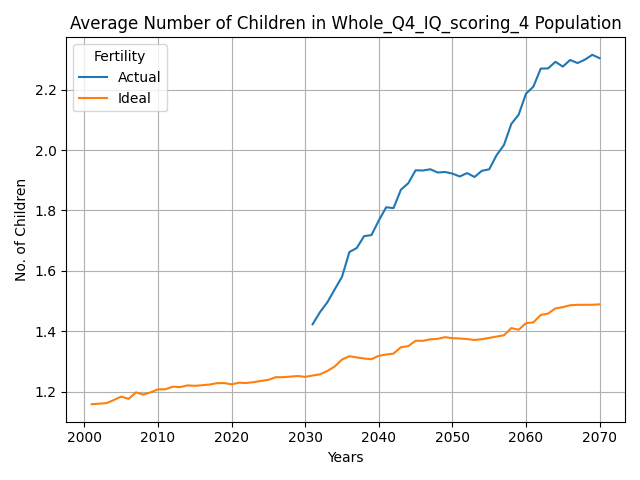 Average Number of Children in Whole_Q4_IQ_scoring_4 Population
Fertility
Actual
Ideal
No. of Children
2.2
2.0
1.8
1.6
1.4
1.2
2000 2010 2020 2030 2040 2050 2060 2070
Years